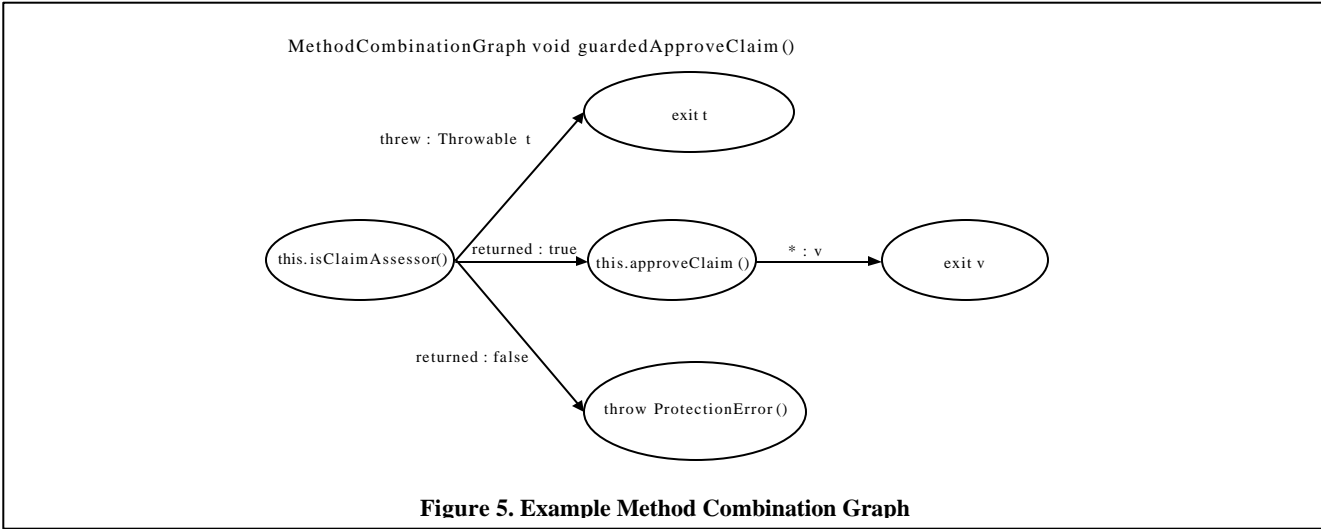 MethodCombinationGraph void guardedApproveClaim()
exit t
threw : Throwable t
this.isClaimAssessor()
returned : true
this.approveClaim()
* : v
exit v
returned : false
throw ProtectionError()
Figure 5. Example Method Combination Graph